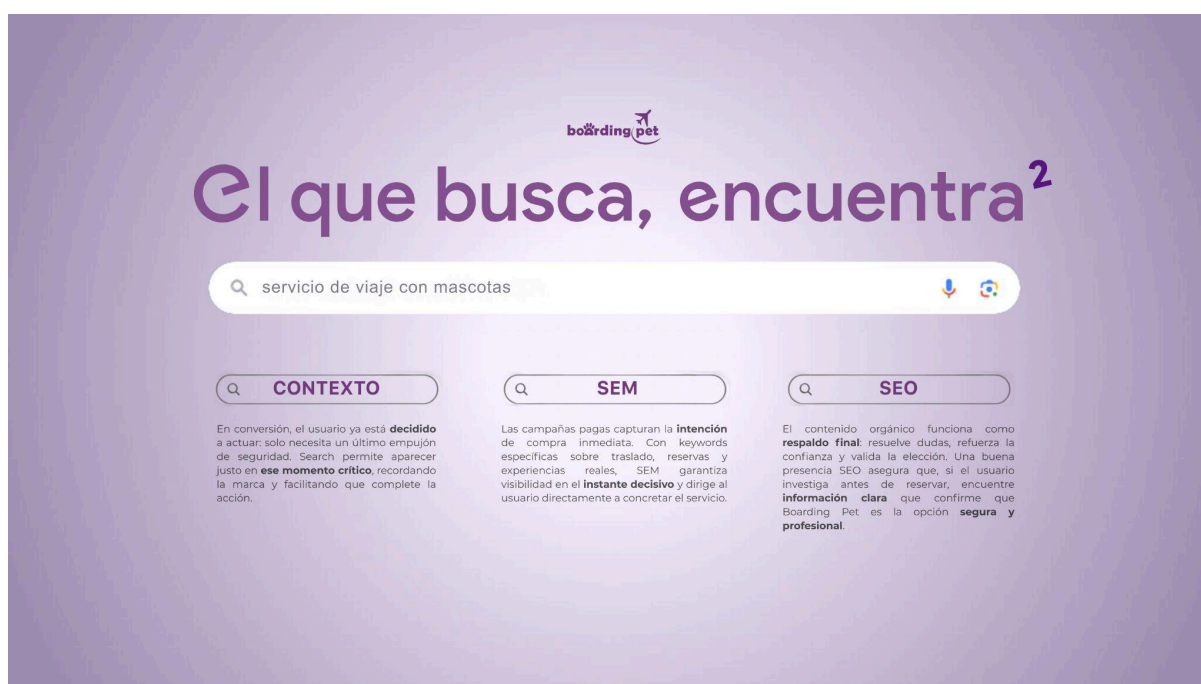 boarding pet
El que busca, encuentra²
servicio de viaje con mascotas
CONTEXTO
En conversión, el usuario ya está decidido
a actuar: solo necesita un último empujón
de seguridad. Search permite aparecer
justo en ese momento crítico, recordando
la marca y facilitando que complete la
acción.
SEM
Las campañas pagas capturan la intención
de compra inmediata. Con keywords
específicas sobre traslado, reservas y
experiencias reales, SEM garantiza
visibilidad en el instante decisivo y dirige al
usuario directamente a concretar el servicio.
SEO
El contenido orgánico funciona como
respaldo final: resuelve dudas, refuerza la
confianza y valida la elección. Una buena
presencia SEO asegura que, si el usuario
investiga antes de reservar, encuentre
información clara que confirme que
Boarding Pet es la opción segura y
profesional.